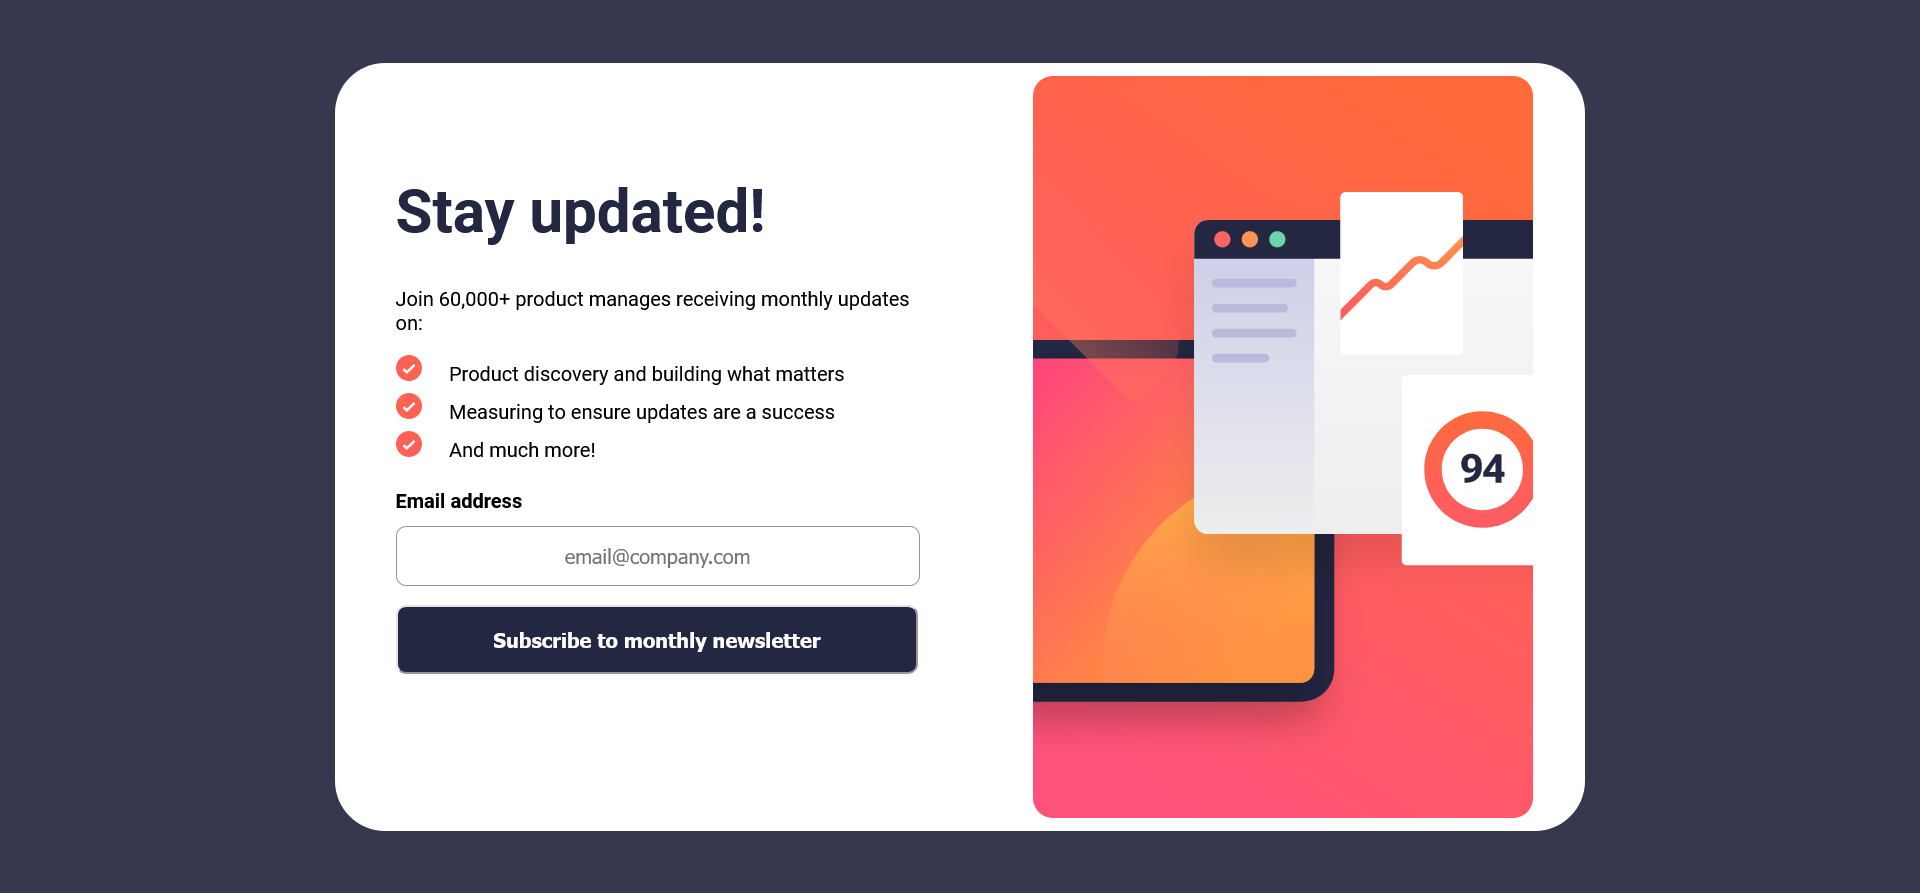 Stay updated!
Join 60,000+ product manages receiving monthly updates
on:
Product discovery and building what matters
Measuring to ensure updates are a success
And much more!
Email address
email@company.com
Subscribe to monthly newsletter
94